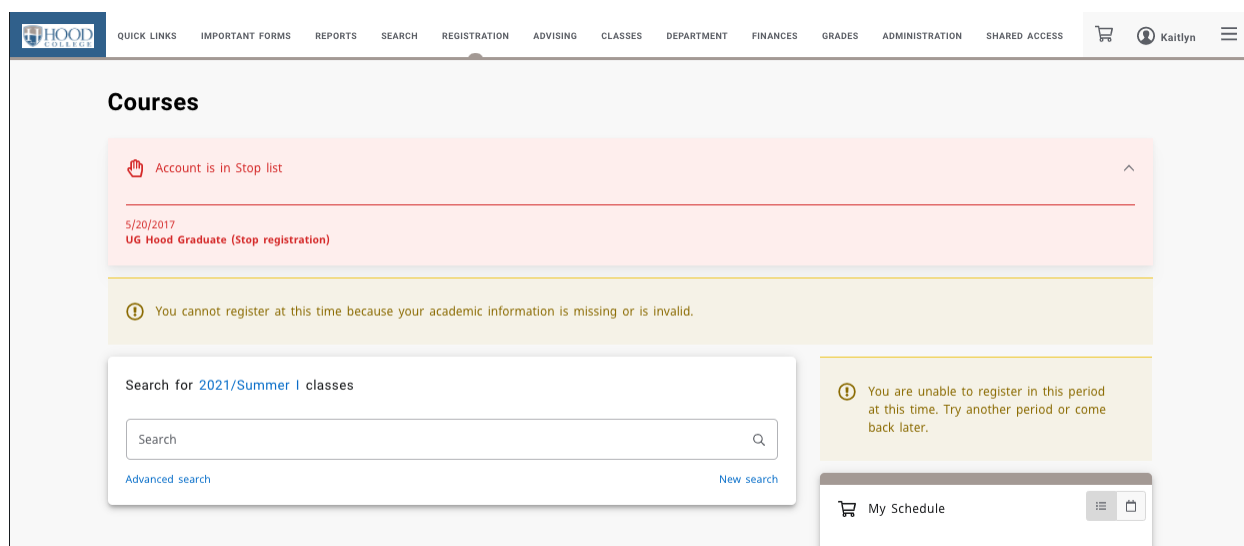 HOOD
COLLEGE
QUICK LINKS IMPORTANT FORMS REPORTS SEARCH REGISTRATION ADVISING CLASSES DEPARTMENT FINANCES GRADES ADMINISTRATION SHARED ACCESS Kaitlyn
Courses
Account is in Stop list
5/20/2017
UG Hood Graduate (Stop registration)
You cannot register at this time because your academic information is missing or is invalid.
Search for 2021/Summer I classes
Search
Advanced search New search
You are unable to register in this period
at this time. Try another period or come
back later.
My Schedule